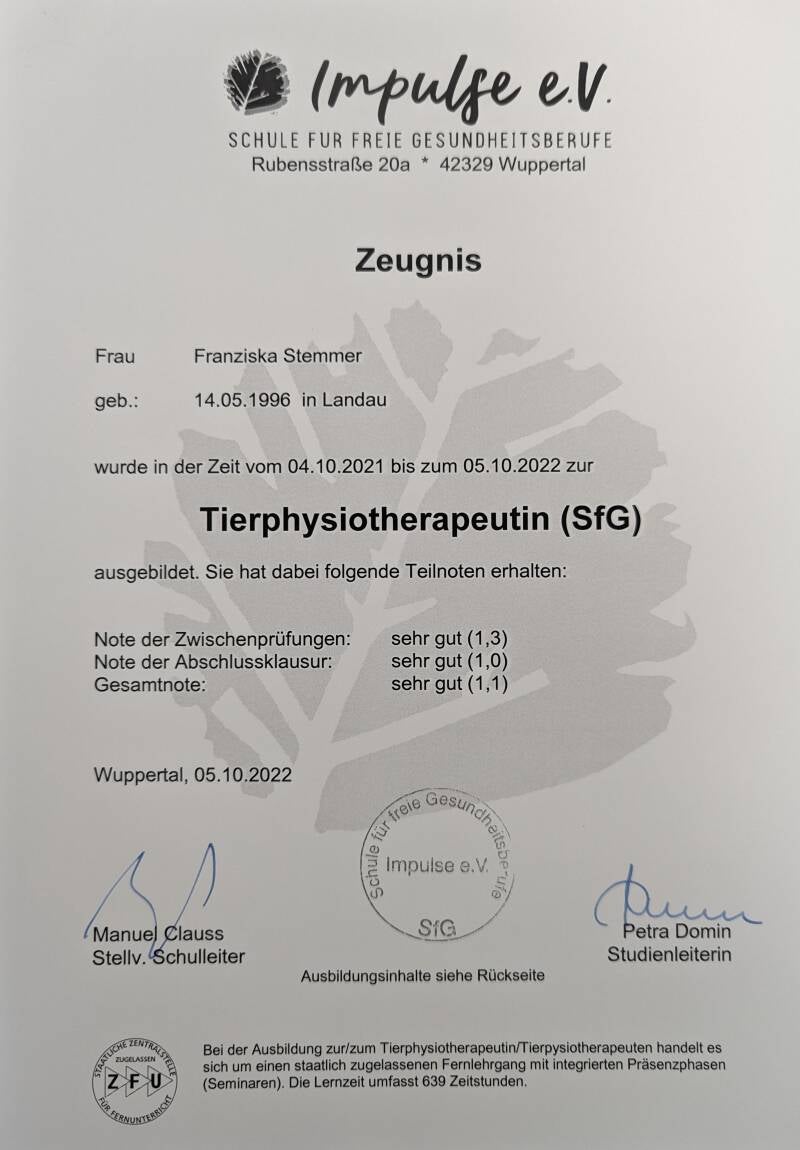 Impulse e.V.
SCHULE FÜR FREIE GESUNDHEITSBERUFE
Rubensstraße 20a * 42329 Wuppertal
Zeugnis
Frau Franziska Stemmer
geb.: 14.05.1996 in Landau
wurde in der Zeit vom 04.10.2021 bis zum 05.10.2022 zur
Tierphysiotherapeutin (SfG)
ausgebildet. Sie hat dabei folgende Teilnoten erhalten:
Note der Zwischenprüfungen: sehr gut (1,3)
Note der Abschlussklausur: sehr gut (1,0)
Gesamtnote: sehr gut (1,1)
Wuppertal, 05.10.2022
Schule für freie Gesundheitsberufe
Impulse e.V.
SfG
Manuel Clauss
Stellv. Schulleiter
Petra Domin
Studienleiterin
Ausbildungsinhalte siehe Rückseite
STAATLICHE ZENTRALSTELLE
ZUGELASSEN
ZFU
FÜR FERNUNTERRICHT
Bei der Ausbildung zur/zum Tierphysiotherapeutin/Tierpysiotherapeuten handelt es
sich um einen staatlich zugelassenen Fernlehrgang mit integrierten Präsenzphasen
(Seminaren). Die Lernzeit umfasst 639 Zeitstunden.